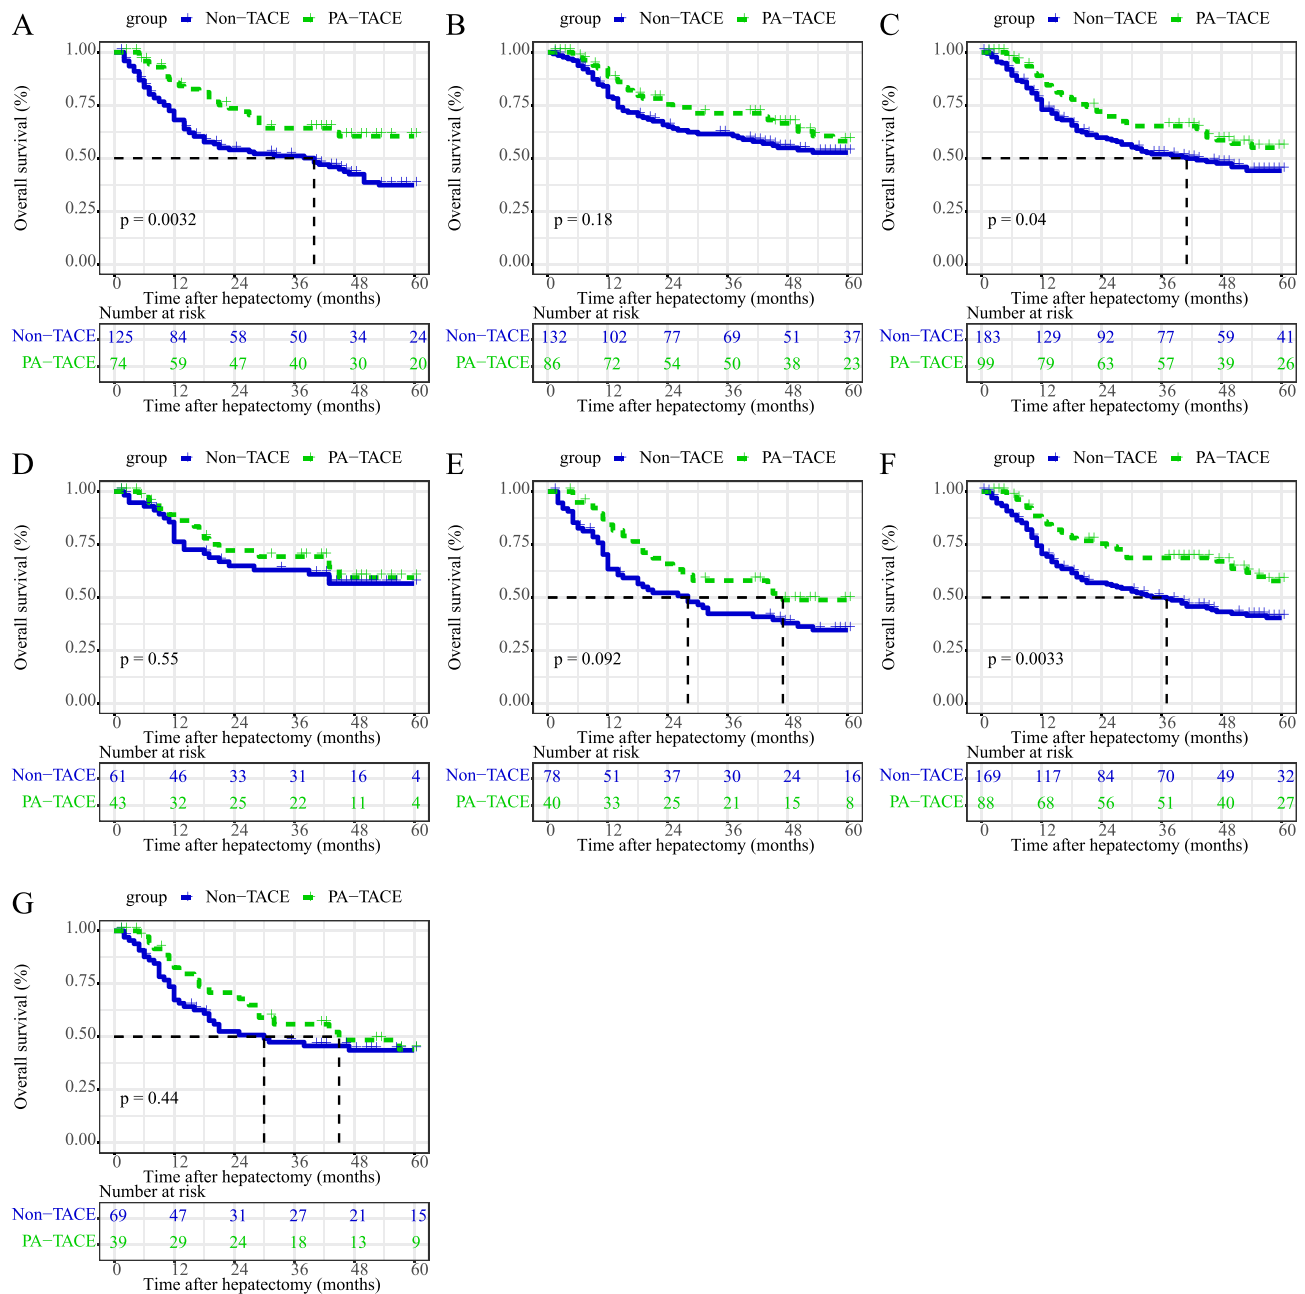 A
group Non−TACE PA−TACE
Overall survival (%)
1.00
0.75
0.50
0.25
0.00
p = 0.0032
0 12 24 36 48 60
Time after hepatectomy (months)
Number at risk
Non−TACE 125 84 58 50 34 24
PA−TACE 74 59 47 40 30 20
0 12 24 36 48 60
Time after hepatectomy (months)
B
group Non−TACE PA−TACE
Overall survival (%)
1.00
0.75
0.50
0.25
0.00
p = 0.18
0 12 24 36 48 60
Time after hepatectomy (months)
Number at risk
Non−TACE 132 102 77 69 51 37
PA−TACE 86 72 54 50 38 23
0 12 24 36 48 60
Time after hepatectomy (months)
C
group Non−TACE PA−TACE
Overall survival (%)
1.00
0.75
0.50
0.25
0.00
p = 0.04
0 12 24 36 48 60
Time after hepatectomy (months)
Number at risk
Non−TACE 183 129 92 77 59 41
PA−TACE 99 79 63 57 39 26
0 12 24 36 48 60
Time after hepatectomy (months)
D
group Non−TACE PA−TACE
Overall survival (%)
1.00
0.75
0.50
0.25
0.00
p = 0.55
0 12 24 36 48 60
Time after hepatectomy (months)
Number at risk
Non−TACE 61 46 33 31 16 4
PA−TACE 43 32 25 22 11 4
0 12 24 36 48 60
Time after hepatectomy (months)
E
group Non−TACE PA−TACE
Overall survival (%)
1.00
0.75
0.50
0.25
0.00
p = 0.092
0 12 24 36 48 60
Time after hepatectomy (months)
Number at risk
Non−TACE 78 51 37 30 24 16
PA−TACE 40 33 25 21 15 8
0 12 24 36 48 60
Time after hepatectomy (months)
F
group Non−TACE PA−TACE
Overall survival (%)
1.00
0.75
0.50
0.25
0.00
p = 0.0033
0 12 24 36 48 60
Time after hepatectomy (months)
Number at risk
Non−TACE 169 117 84 70 49 32
PA−TACE 88 68 56 51 40 27
0 12 24 36 48 60
Time after hepatectomy (months)
G
group Non−TACE PA−TACE
Overall survival (%)
1.00
0.75
0.50
0.25
0.00
p = 0.44
0 12 24 36 48 60
Time after hepatectomy (months)
Number at risk
Non−TACE 69 47 31 27 21 15
PA−TACE 39 29 24 18 13 9
0 12 24 36 48 60
Time after hepatectomy (months)